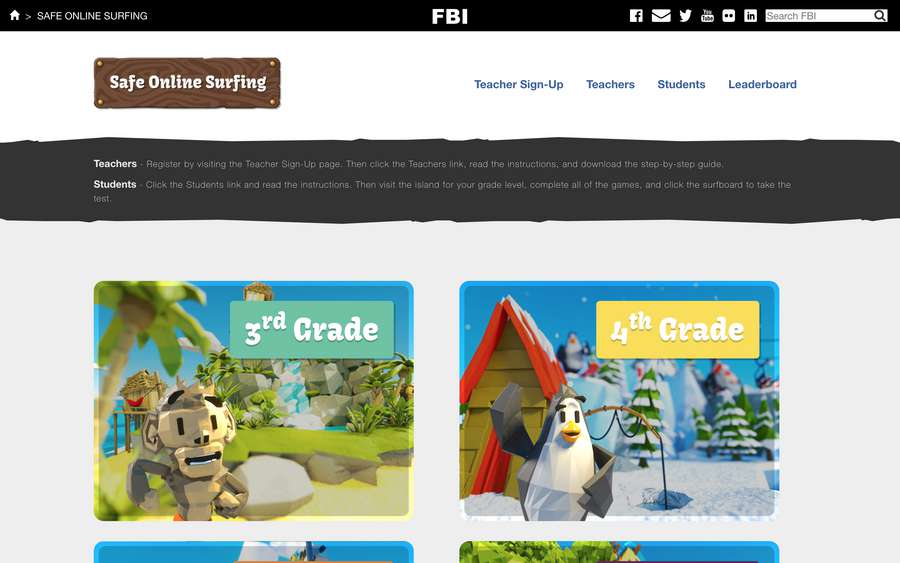 > SAFE ONLINE SURFING
FBI
You
Tube
Search FBI
Safe Online Surfing
Teacher Sign-Up
Teachers
Students
Leaderboard
Teachers - Register by visiting the Teacher Sign-Up page. Then click the Teachers link, read the instructions, and download the step-by-step guide.
Students - Click the Students link and read the instructions. Then visit the island for your grade level, complete all of the games, and click the surfboard to take the
test.
3rd Grade
4th Grade